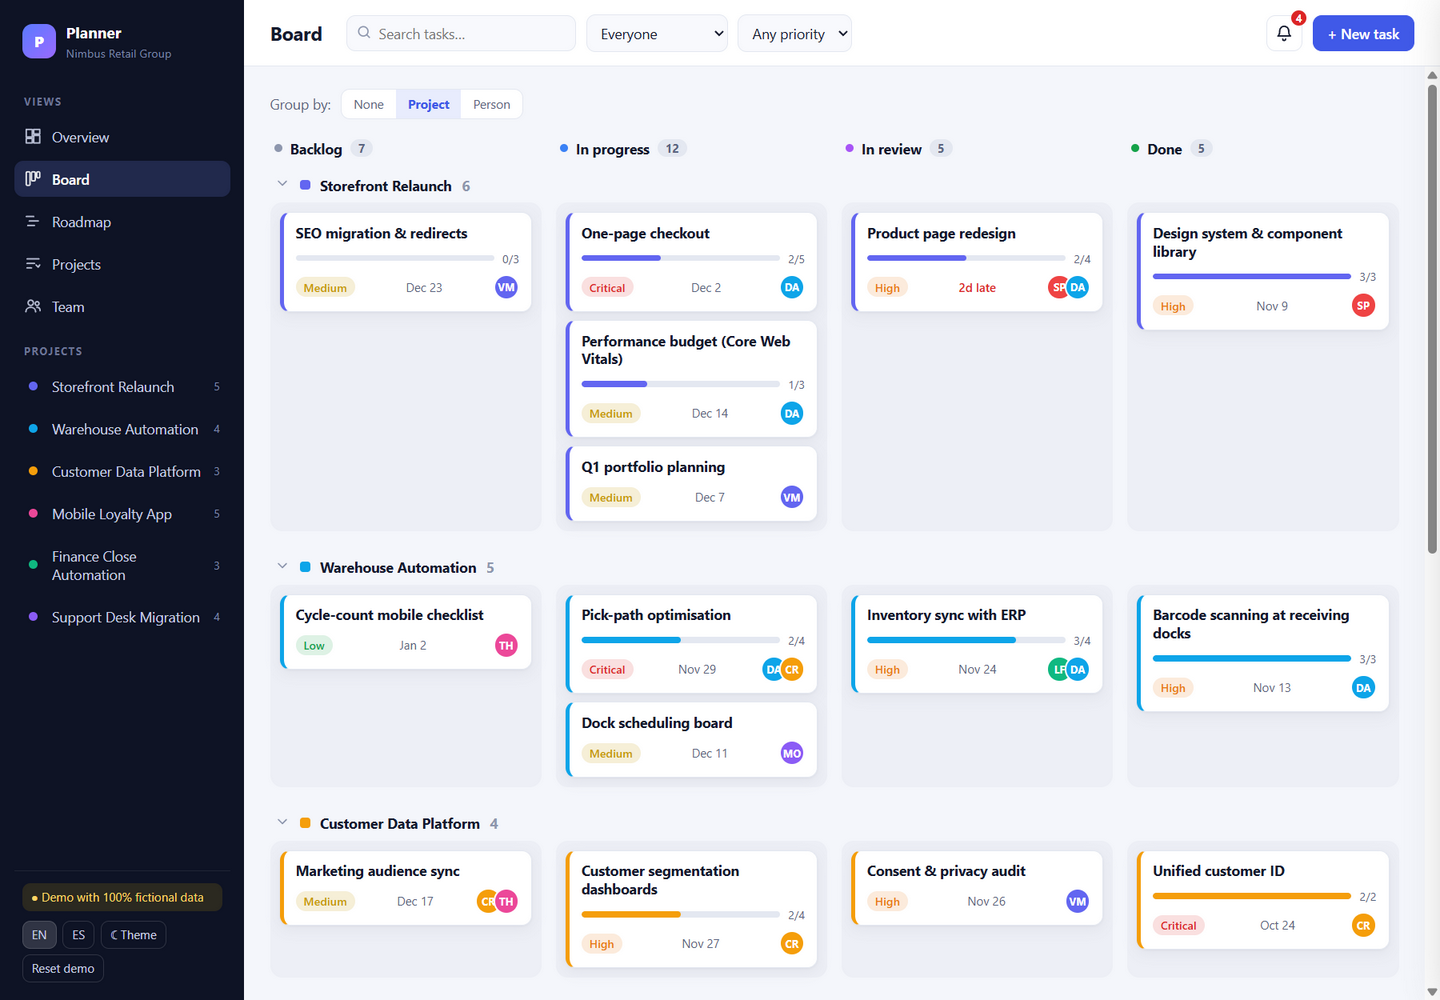 P
Planner
Nimbus Retail Group
VIEWS
Overview
Board
Roadmap
Projects
Team
PROJECTS
Storefront Relaunch 5
Warehouse Automation 4
Customer Data Platform 3
Mobile Loyalty App 5
Finance Close
Automation 3
Support Desk Migration 4
Demo with 100% fictional data
EN ES ☾ Theme
Reset demo
Board
Search tasks...
Everyone
Any priority
4
+ New task
Group by: None Project Person
Backlog 7
In progress 12
In review 5
Done 5
Storefront Relaunch 6
SEO migration & redirects
0/3
Medium Dec 23 VM
One-page checkout
2/5
Critical Dec 2 DA
Performance budget (Core Web
Vitals)
1/3
Medium Dec 14 DA
Q1 portfolio planning
Medium Dec 7 VM
Product page redesign
2/4
High 2d late SP DA
Design system & component
library
3/3
High Nov 9 SP
Warehouse Automation 5
Cycle-count mobile checklist
Low Jan 2 TH
Pick-path optimisation
2/4
Critical Nov 29 DA CR
Dock scheduling board
Medium Dec 11 MO
Inventory sync with ERP
3/4
High Nov 24 LF DA
Barcode scanning at receiving
docks
3/3
High Nov 13 DA
Customer Data Platform 4
Marketing audience sync
Medium Dec 17 CR TH
Customer segmentation
dashboards
2/4
High Nov 27 CR
Consent & privacy audit
High Nov 26 VM
Unified customer ID
2/2
Critical Oct 24 CR